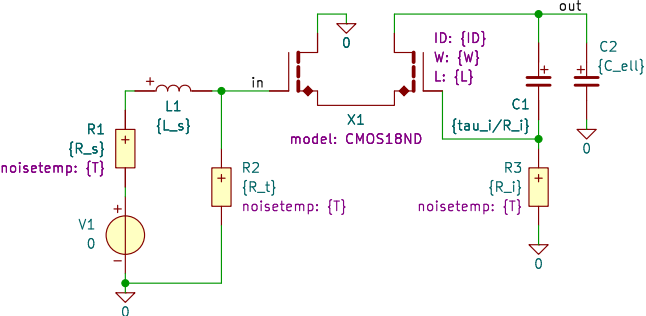 out
0
ID: {ID}
W: {W}
L: {L}
C2
{C_ell}
+
+
+
in
L1
{L_s}
X1
model: CMOS18ND
C1
{tau_i/R_i}
R1
{R_s}
noisetemp: {T}
+
0
R2
{R_t}
noisetemp: {T}
+
R3
{R_i}
noisetemp: {T}
+
V1
0
+
−
0
0